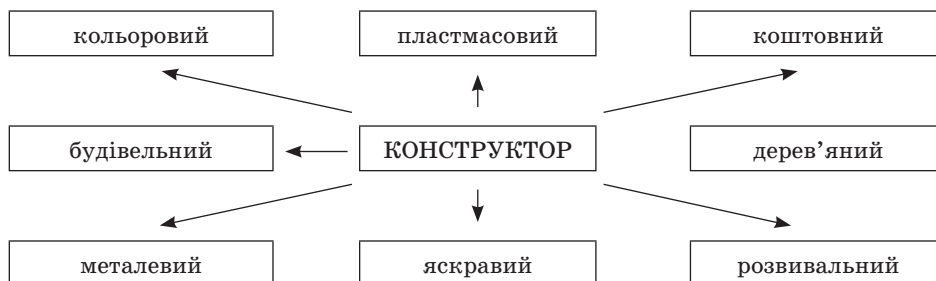 кольоровий пластмасовий коштовний
будівельний КОНСТРУКТОР дерев’яний
металевий яскравий розвивальний